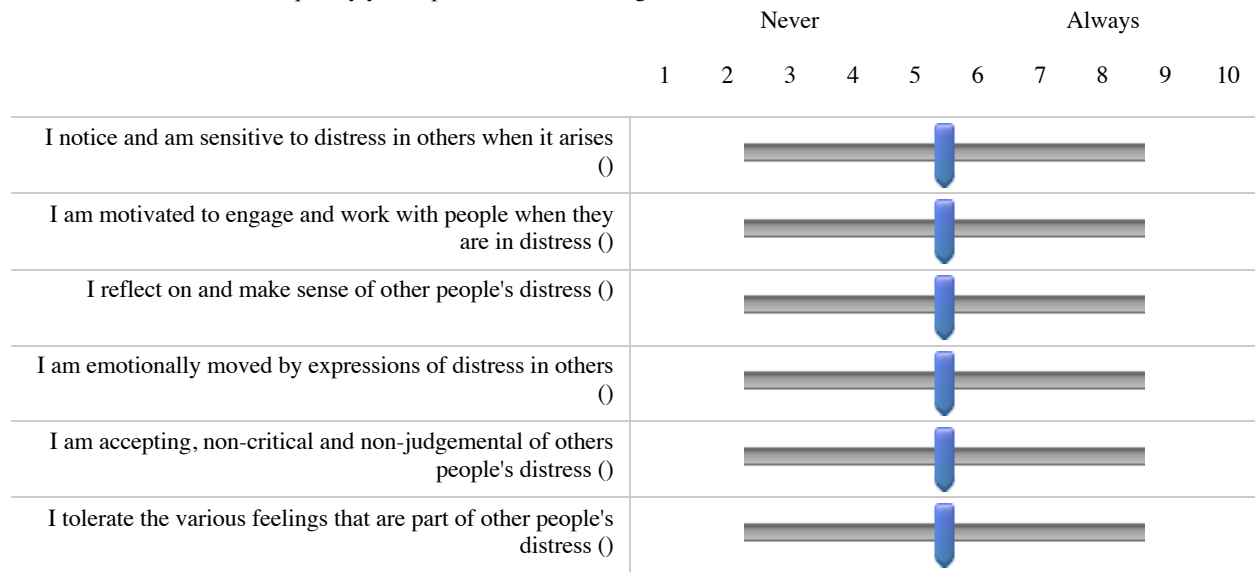 Never Always
1 2 3 4 5 6 7 8 9 10
I notice and am sensitive to distress in others when it arises
()
I am motivated to engage and work with people when they
are in distress ()
I reflect on and make sense of other people's distress ()
I am emotionally moved by expressions of distress in others
()
I am accepting, non-critical and non-judgemental of others
people's distress ()
I tolerate the various feelings that are part of other people's
distress ()